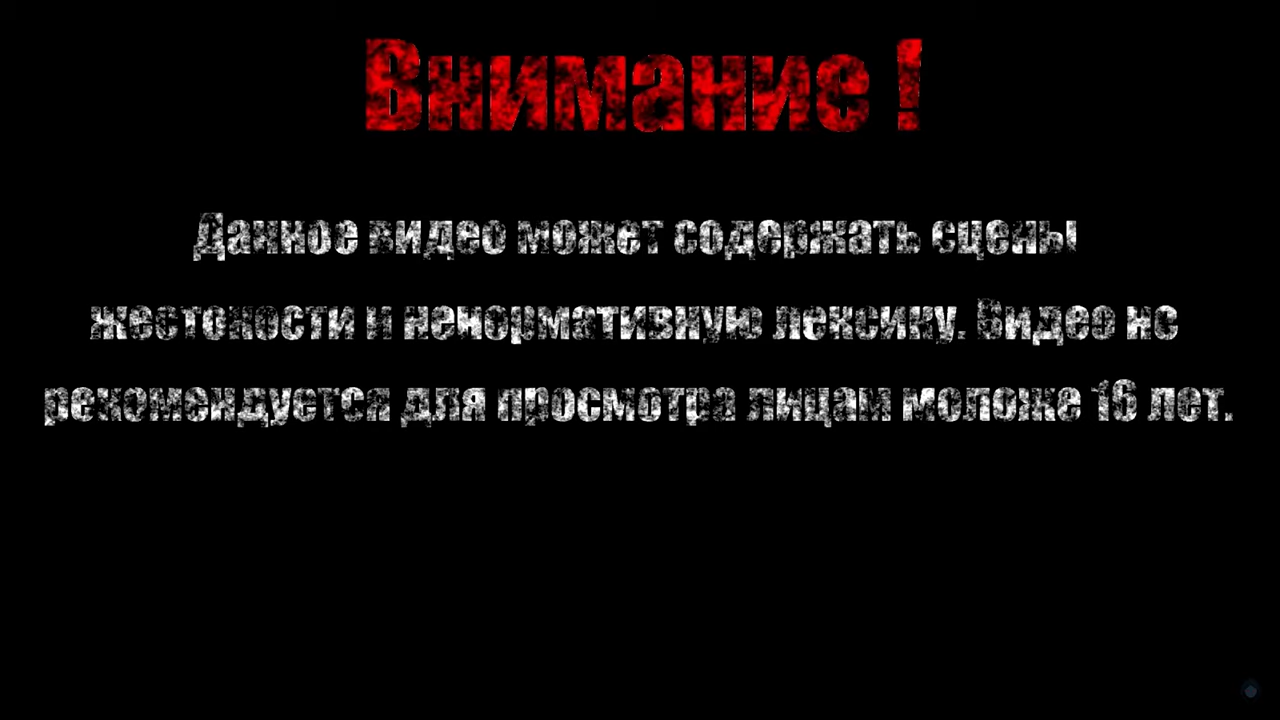 Внимание !
Данное видео может содержать сцены
жестокости и ненормативную лексику. Видео не
рекомендуется для просмотра лицам моложе 16 лет.